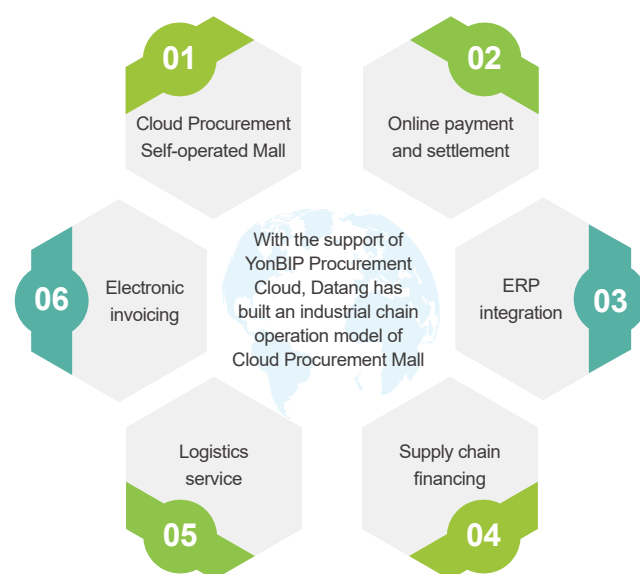 01
Cloud Procurement
Self-operated Mall
02
Online payment
and settlement
With the support of
YonBIP Procurement
Cloud, Datang has
built an industrial chain
operation model of
Cloud Procurement Mall
03
ERP
integration
04
Supply chain
financing
05
Logistics
service
06
Electronic
invoicing